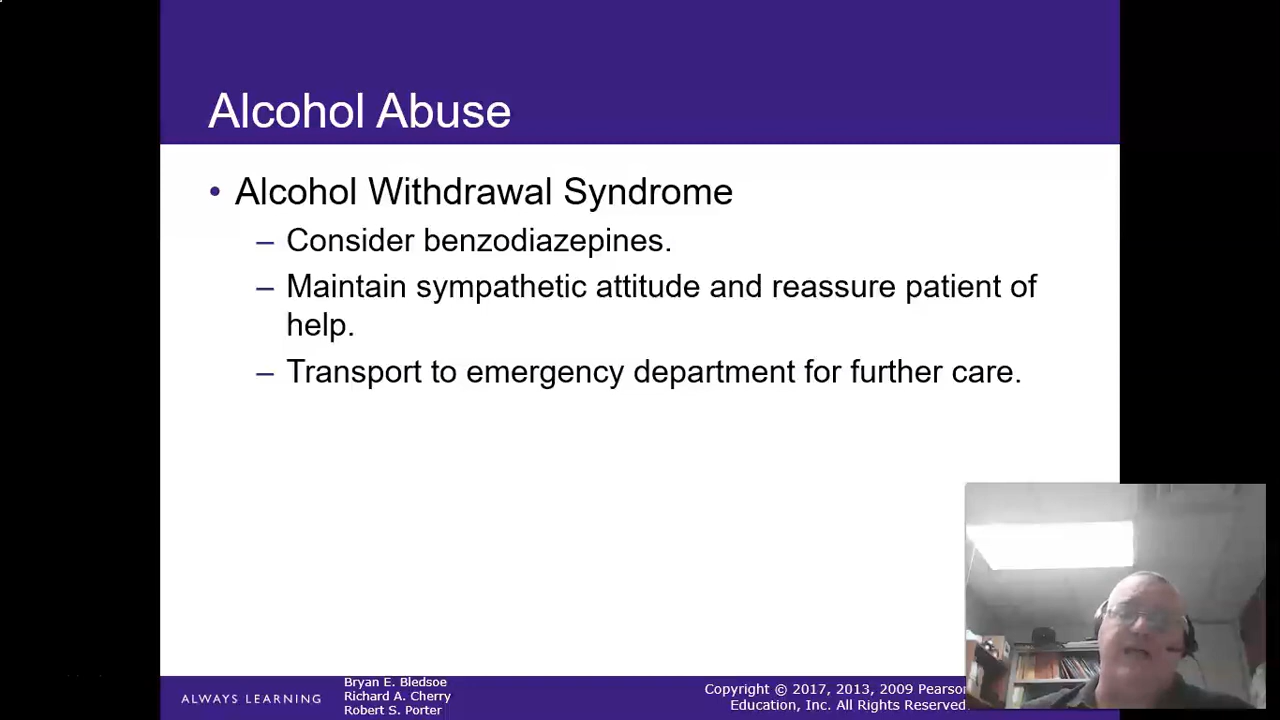 Alcohol Abuse
• Alcohol Withdrawal Syndrome
– Consider benzodiazepines.
– Maintain sympathetic attitude and reassure patient of
help.
– Transport to emergency department for further care.
ALWAYS LEARNING
Bryan E. Bledsoe
Richard A. Cherry
Robert S. Porter
Copyright © 2017, 2013, 2009 Pearson
Education, Inc. All Rights Reserved.